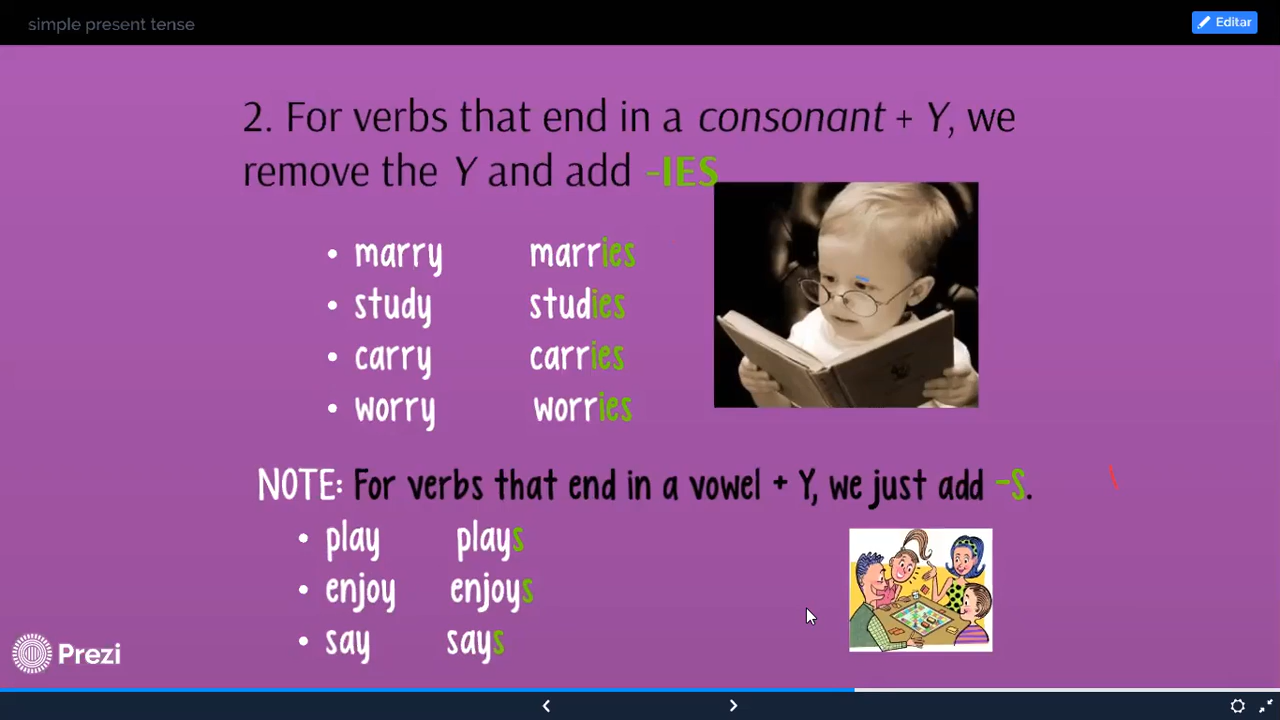 simple present tense
Editar
2. For verbs that end in a consonant + Y, we
remove the Y and add -IES
• marry marries
• study studies
• carry carries
• worry worries
NOTE: For verbs that end in a vowel + Y, we just add -S.
• play plays
• enjoy enjoys
• say says
Prezi